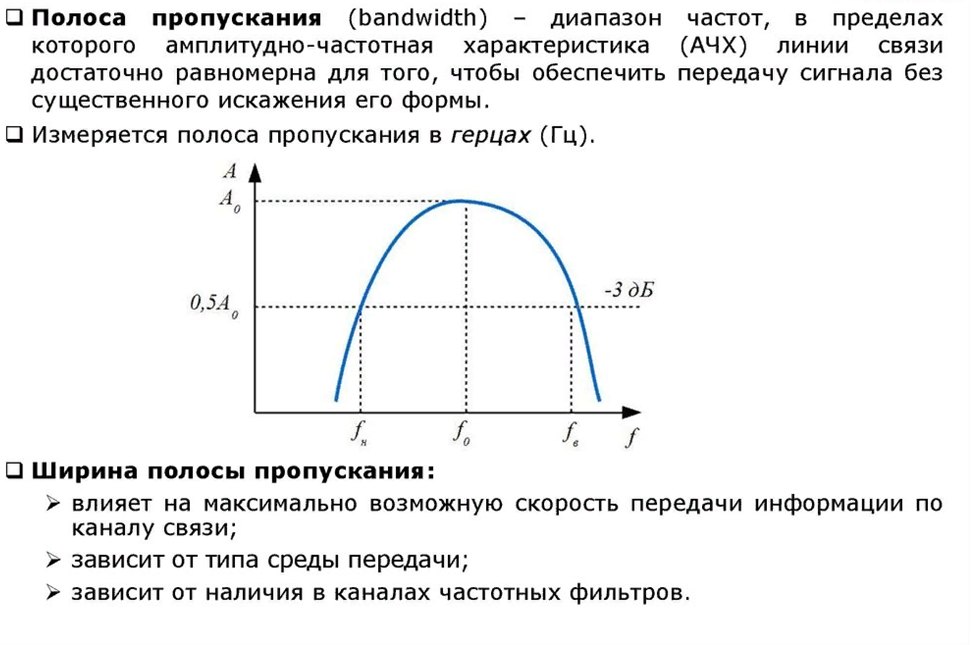 ❑ Полоса пропускания (bandwidth) – диапазон частот, в пределах
которого амплитудно-частотная характеристика (АЧХ) линии связи
достаточно равномерна для того, чтобы обеспечить передачу сигнала без
существенного искажения его формы.
❑ Измеряется полоса пропускания в герцах (Гц).
A
A₀
-3 дБ
0,5A₀
fн f₀ fв f
❑ Ширина полосы пропускания:
➢ влияет на максимально возможную скорость передачи информации по
каналу связи;
➢ зависит от типа среды передачи;
➢ зависит от наличия в каналах частотных фильтров.